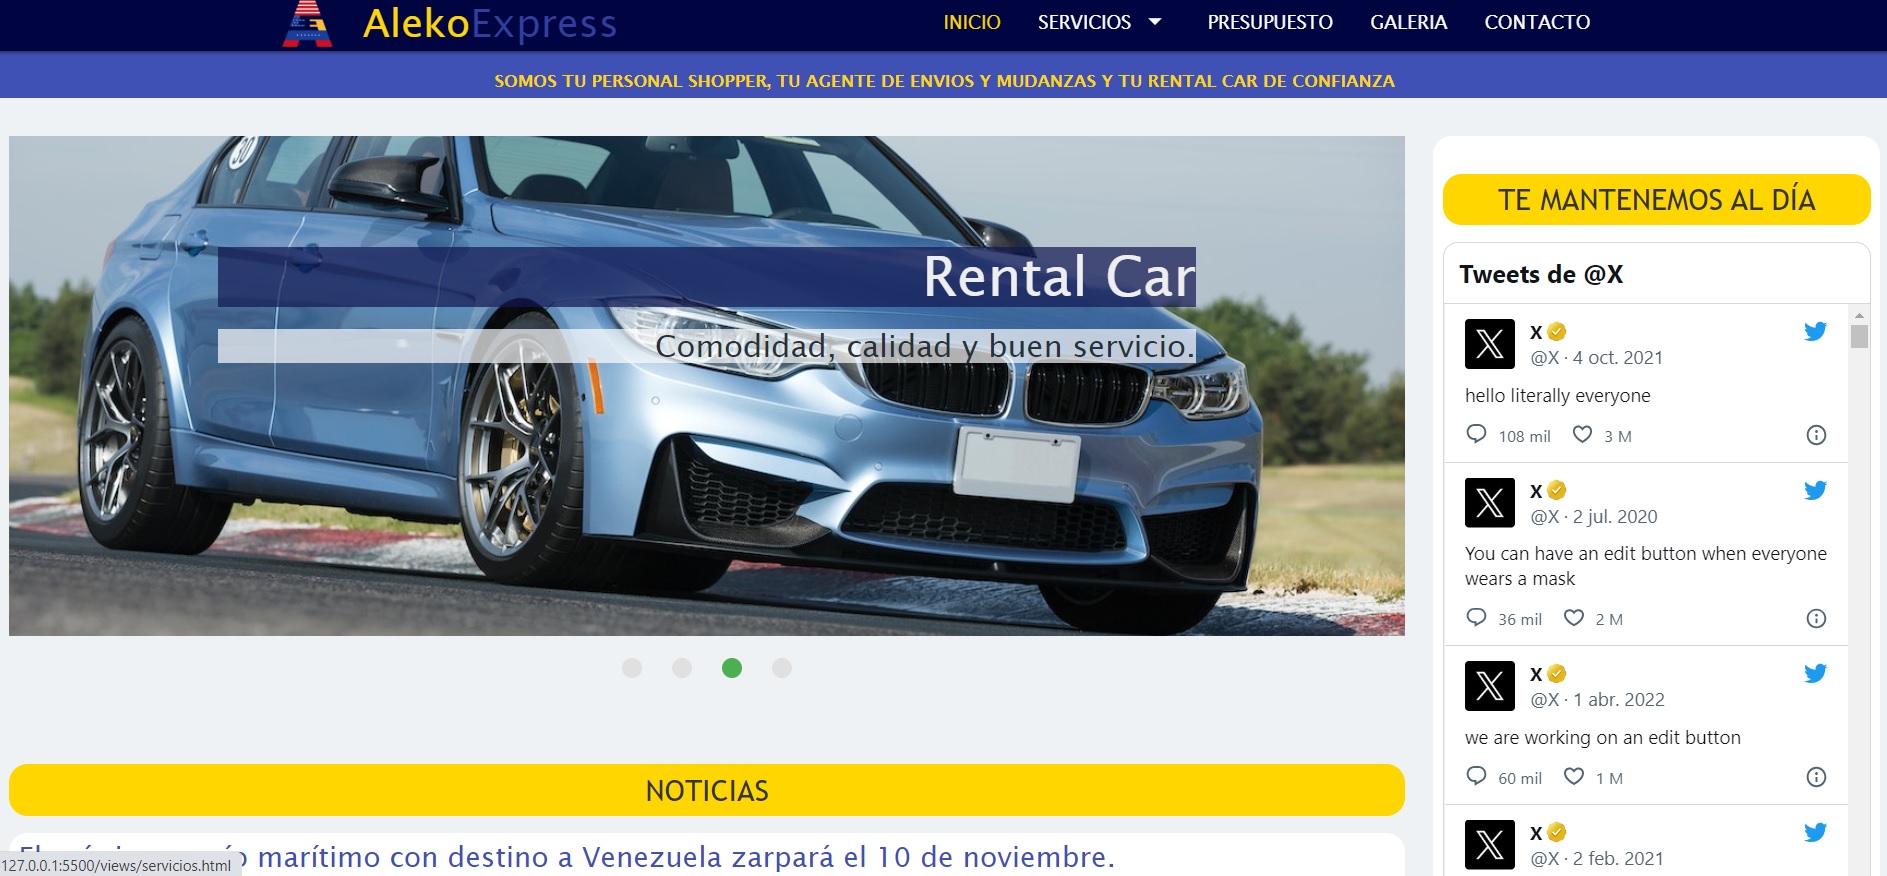 AlekoExpress
INICIO SERVICIOS PRESUPUESTO GALERIA CONTACTO
SOMOS TU PERSONAL SHOPPER, TU AGENTE DE ENVIOS Y MUDANZAS Y TU RENTAL CAR DE CONFIANZA
30
Rental Car
Comodidad, calidad y buen servicio.
NOTICIAS
marítimo con destino a Venezuela zarpará el 10 de noviembre.
127.0.0.1:5500/views/servicios.html
TE MANTENEMOS AL DÍA
Tweets de @X
X
@X · 4 oct. 2021
hello literally everyone
108 mil 3 M
X
@X · 2 jul. 2020
You can have an edit button when everyone
wears a mask
36 mil 2 M
X
@X · 1 abr. 2022
we are working on an edit button
60 mil 1 M
X
@X · 2 feb. 2021